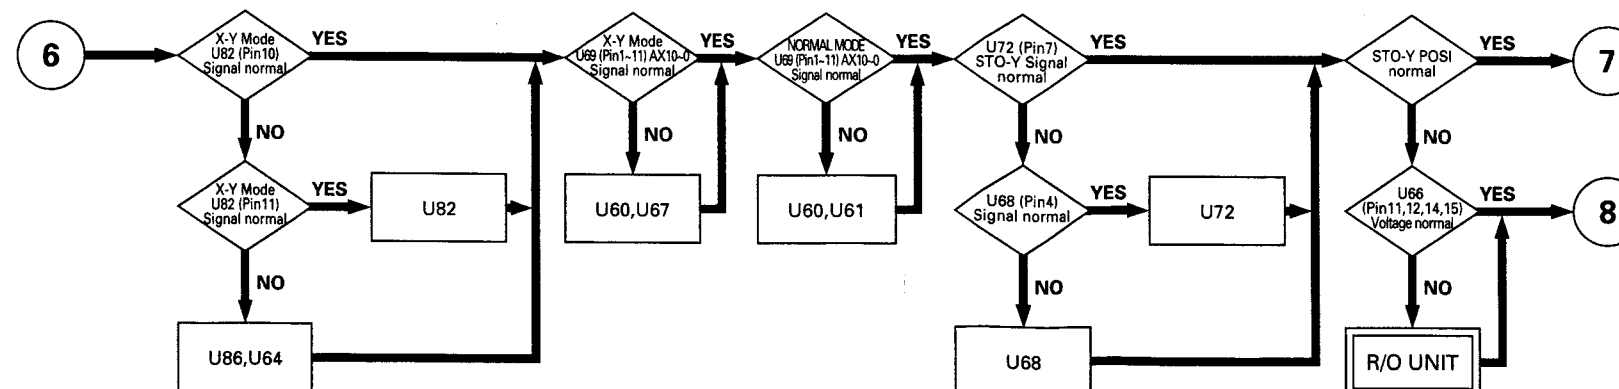 6
X-Y Mode
U82 (Pin10)
Signal normal
YES
NO
X-Y Mode
U82 (Pin11)
Signal normal
YES
U82
NO
U86,U64
X-Y Mode
U69 (Pin1~11) AX10~0
Signal normal
YES
NO
U60,U67
NORMAL MODE
U69 (Pin1~11) AX10~0
Signal normal
YES
NO
U60,U61
U72 (Pin7)
STO-Y Signal
normal
YES
NO
U68 (Pin4)
Signal normal
YES
U72
NO
U68
STO-Y POSI
normal
YES
7
NO
U66
(Pin11,12,14,15)
Voltage normal
YES
8
NO
R/O UNIT